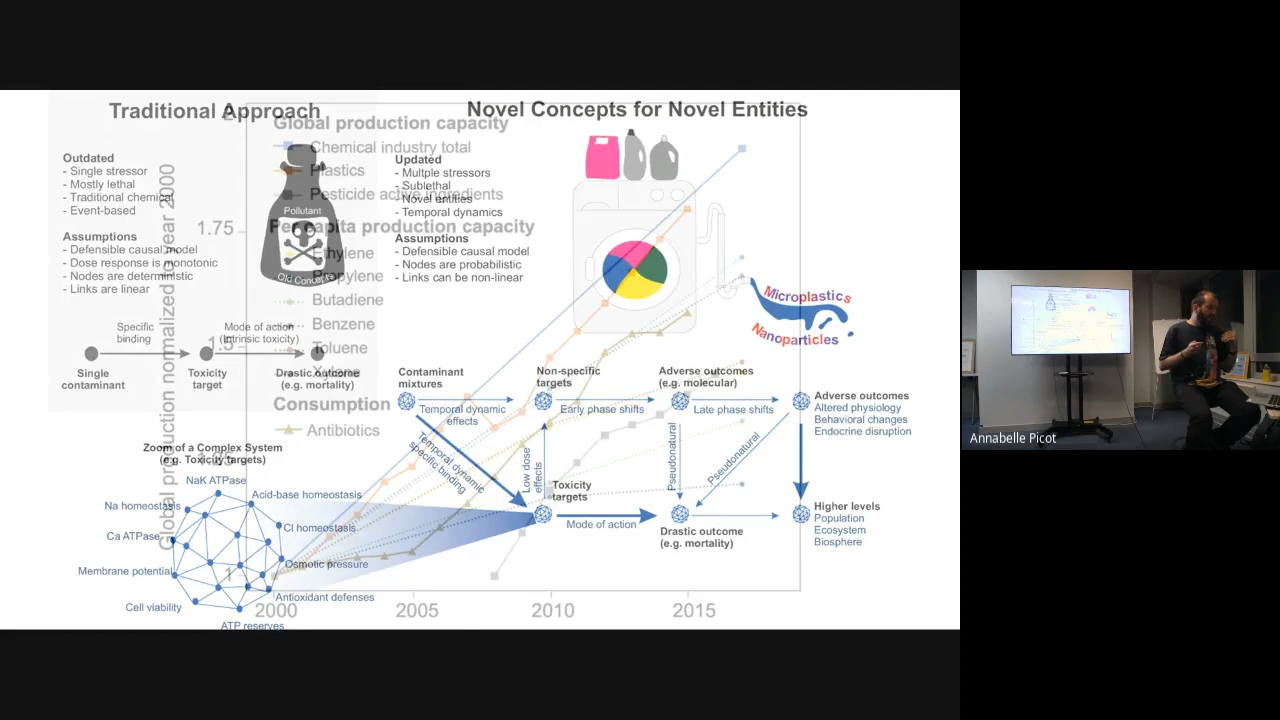 Traditional Approach
Novel Concepts for Novel Entities
Outdated
- Single stressor
- Mostly lethal
- Traditional chemical
- Event-based
Assumptions
- Defensible causal model
- Dose response is monotonic
- Nodes are deterministic
- Links are linear
Pollutant
Old Concepts
Specific
binding
Mode of action
(Intrinsic toxicity)
Single
contaminant
Toxicity
target
Drastic outcome
(e.g. mortality)
Updated
- Multple stressors
- Sublethal
- Novel entities
- Temporal dynamics
Assumptions
- Defensible causal model
- Nodes are probabilistic
- Links can be non-linear
Microplastics
Nanoparticles
Global production capacity
Chemical industry total
Plastics
Pesticide active ingredients
Per capita production capacity
Ethylene
Propylene
Butadiene
Benzene
Toluene
Xylene
Consumption
Antibiotics
Global production normalized to year 2000
2
1.75
1.5
1.25
1
2000
2005
2010
2015
Contaminant
mixtures
Temporal dynamic
effects
Non-specific
targets
Early phase shifts
Adverse outcomes
(e.g. molecular)
Late phase shifts
Adverse outcomes
Altered physiology
Behavioral changes
Endocrine disruption
Temporal dynamic
specific binding
Low dose
effects
Pseudonatural
Pseudonatural
Toxicity
targets
Mode of action
Drastic outcome
(e.g. mortality)
Higher levels
Population
Ecosystem
Biosphere
Zoom of a Complex System
(e.g. Toxicity targets)
NaK ATPase
Acid-base homeostasis
Na homeostasis
Cl homeostasis
Ca ATPase
Osmotic pressure
Membrane potential
Antioxidant defenses
Cell viability
ATP reserves
Annabelle Picot